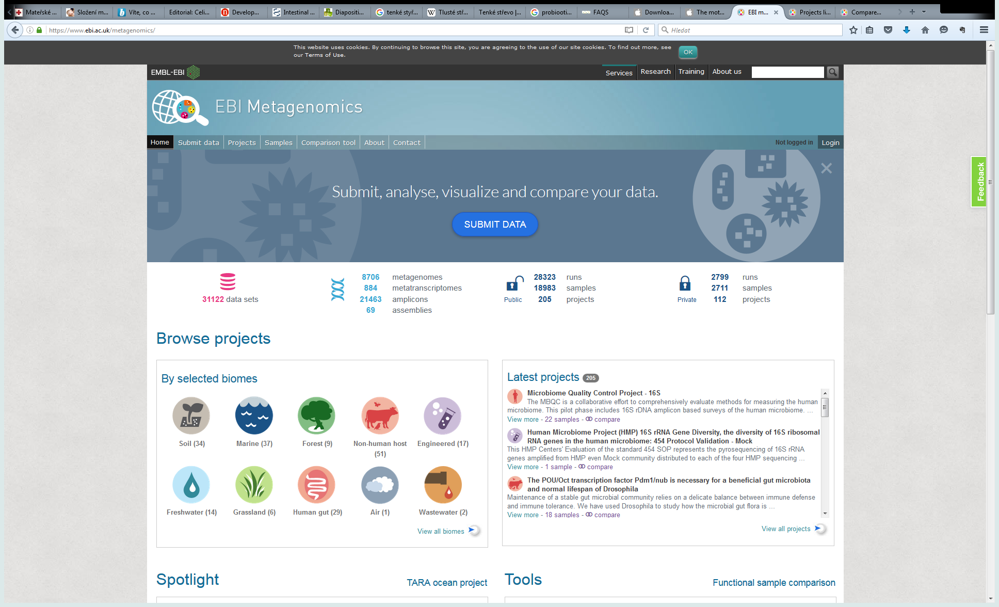 Mateřské ...
Složení m...
Víte, co ...
Editorial: Celi...
Develop...
Intestinal ...
Diapositi...
tenké styř...
Tlusté stř...
Tenké střevo |...
probiooti...
FAQS
Downloa...
The mot...
EBI m...
Projects li...
Compare...
https://www.ebi.ac.uk/metagenomics/
Hledat
This website uses cookies. By continuing to browse this site, you are agreeing to the use of our site cookies. To find out more, see
our Terms of Use.
OK
EMBL-EBI
Services
Research
Training
About us
EBI Metagenomics
Home
Submit data
Projects
Samples
Comparison tool
About
Contact
Not logged in
Login
Feedback
Submit, analyse, visualize and compare your data.
SUBMIT DATA
31122 data sets
8706 metagenomes
884 metatranscriptomes
21463 amplicons
69 assemblies
Public
28323 runs
18983 samples
205 projects
Private
2799 runs
2711 samples
112 projects
Browse projects
By selected biomes
Soil (34)
Marine (37)
Forest (9)
Non-human host
(51)
Engineered (17)
Freshwater (14)
Grassland (6)
Human gut (29)
Air (1)
Wastewater (2)
View all biomes
Latest projects 205
Microbiome Quality Control Project - 16S
The MBQC is a collaborative effort to comprehensively evaluate methods for measuring the human
microbiome. This pilot phase includes 16S rDNA amplicon based surveys of the human microbiome. ...
View more - 22 samples - compare
Human Microbiome Project (HMP) 16S rRNA Gene Diversity, the diversity of 16S ribosomal
RNA genes in the human microbiome: 454 Protocol Validation - Mock
This HMP Centers' Evaluation of the standard 454 SOP represents the pyrosequencing of 16S rRNA
genes amplified from HMP even Mock community distributed to each of the four HMP sequencing ...
View more - 1 sample - compare
The POU/Oct transcription factor Pdm1/nub is necessary for a beneficial gut microbiota
and normal lifespan of Drosophila
Maintenance of a stable gut microbial community relies on a delicate balance between immune defense
and immune tolerance. We have used Drosophila to study how the microbial gut flora is ...
View more - 18 samples - compare
View all projects
Spotlight
TARA ocean project
Tools
Functional sample comparison